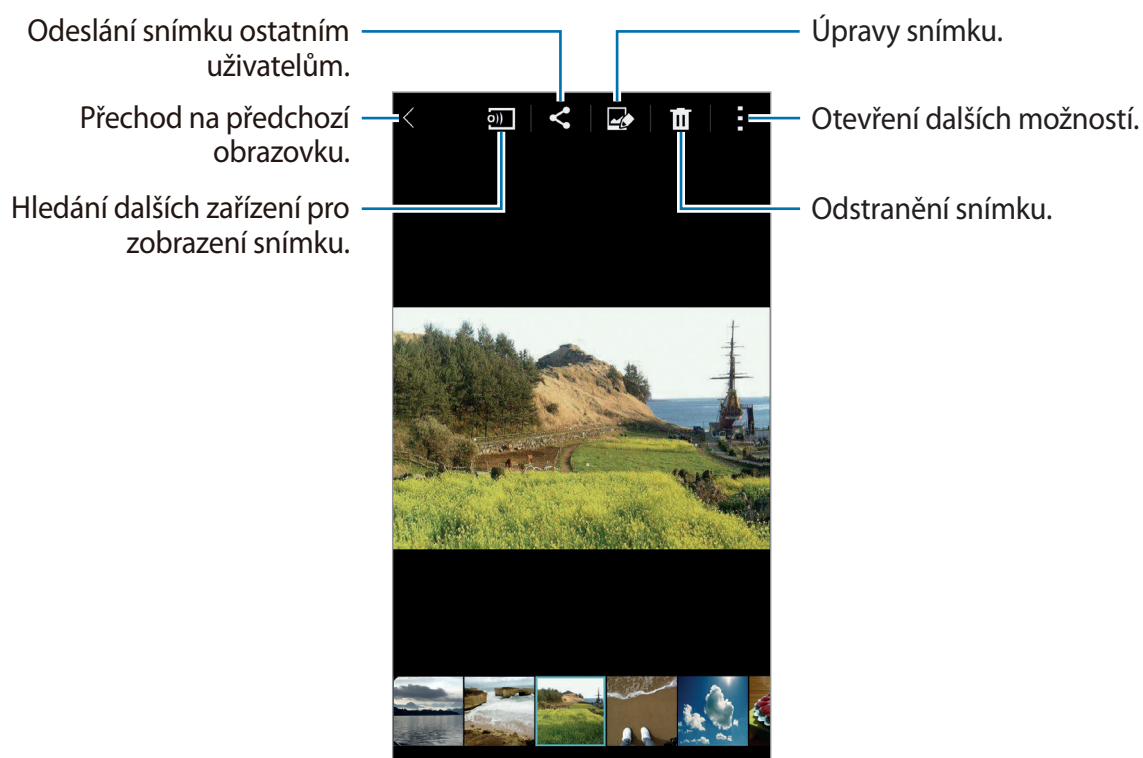 Odeslání snímku ostatním
uživatelům.
Přechod na předchozí
obrazovku.
Hledání dalších zařízení pro
zobrazení snímku.
Úpravy snímku.
Otevření dalších možností.
Odstranění snímku.